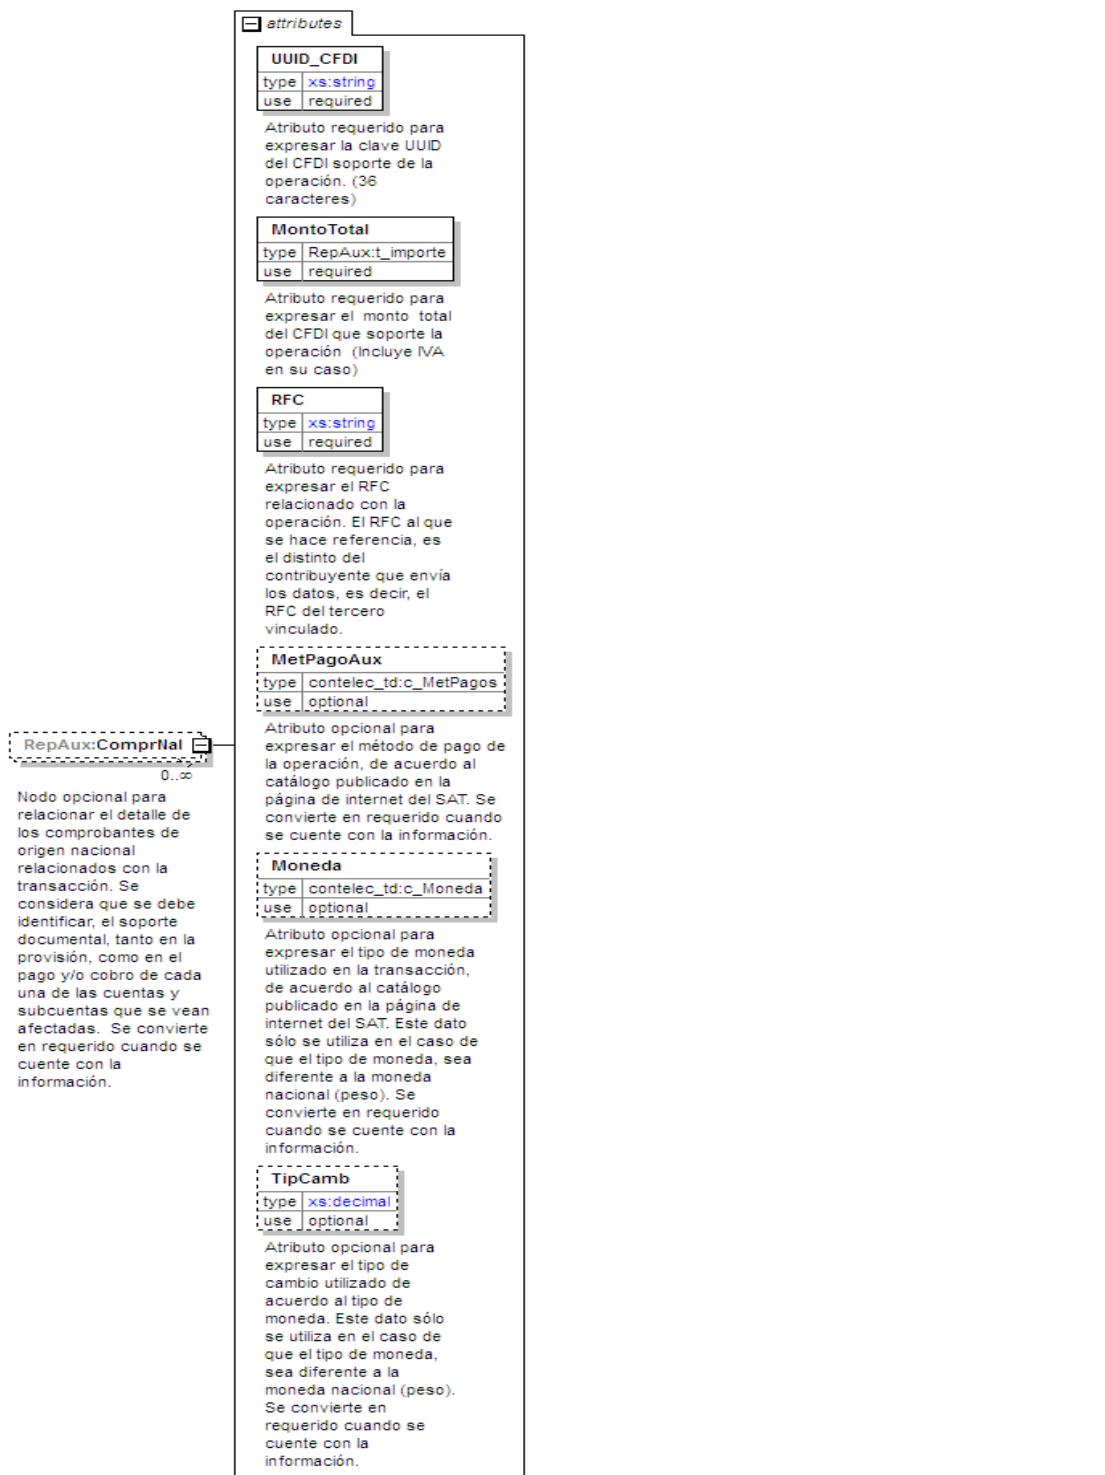 attributes
UUID_CFDI
type xs:string
use required
Atributo requerido para
expresar la clave UUID
del CFDI soporte de la
operación. (36
caracteres)
MontoTotal
type RepAux:t_importe
use required
Atributo requerido para
expresar el monto total
del CFDI que soporte la
operación (Incluye IVA
en su caso)
RFC
type xs:string
use required
Atributo requerido para
expresar el RFC
relacionado con la
operación. El RFC al que
se hace referencia, es
el distinto del
contribuyente que envía
los datos, es decir, el
RFC del tercero
vinculado.
MetPagoAux
type contelec_td:c_MetPagos
use optional
Atributo opcional para
expresar el método de pago de
la operación, de acuerdo al
catálogo publicado en la
página de internet del SAT. Se
convierte en requerido cuando
se cuente con la información.
RepAux:ComprNal
0..∞
Nodo opcional para
relacionar el detalle de
los comprobantes de
origen nacional
relacionados con la
transacción. Se
considera que se debe
identificar, el soporte
documental, tanto en la
provisión, como en el
pago y/o cobro de cada
una de las cuentas y
subcuentas que se vean
afectadas. Se convierte
en requerido cuando se
cuente con la
información.
Moneda
type contelec_td:c_Moneda
use optional
Atributo opcional para
expresar el tipo de moneda
utilizado en la transacción,
de acuerdo al catálogo
publicado en la página de
internet del SAT. Este dato
sólo se utiliza en el caso de
que el tipo de moneda, sea
diferente a la moneda
nacional (peso). Se
convierte en requerido
cuando se cuente con la
información.
TipCamb
type xs:decimal
use optional
Atributo opcional para
expresar el tipo de
cambio utilizado de
acuerdo al tipo de
moneda. Este dato sólo
se utiliza en el caso de
que el tipo de moneda,
sea diferente a la
moneda nacional (peso).
Se convierte en
requerido cuando se
cuente con la
información.